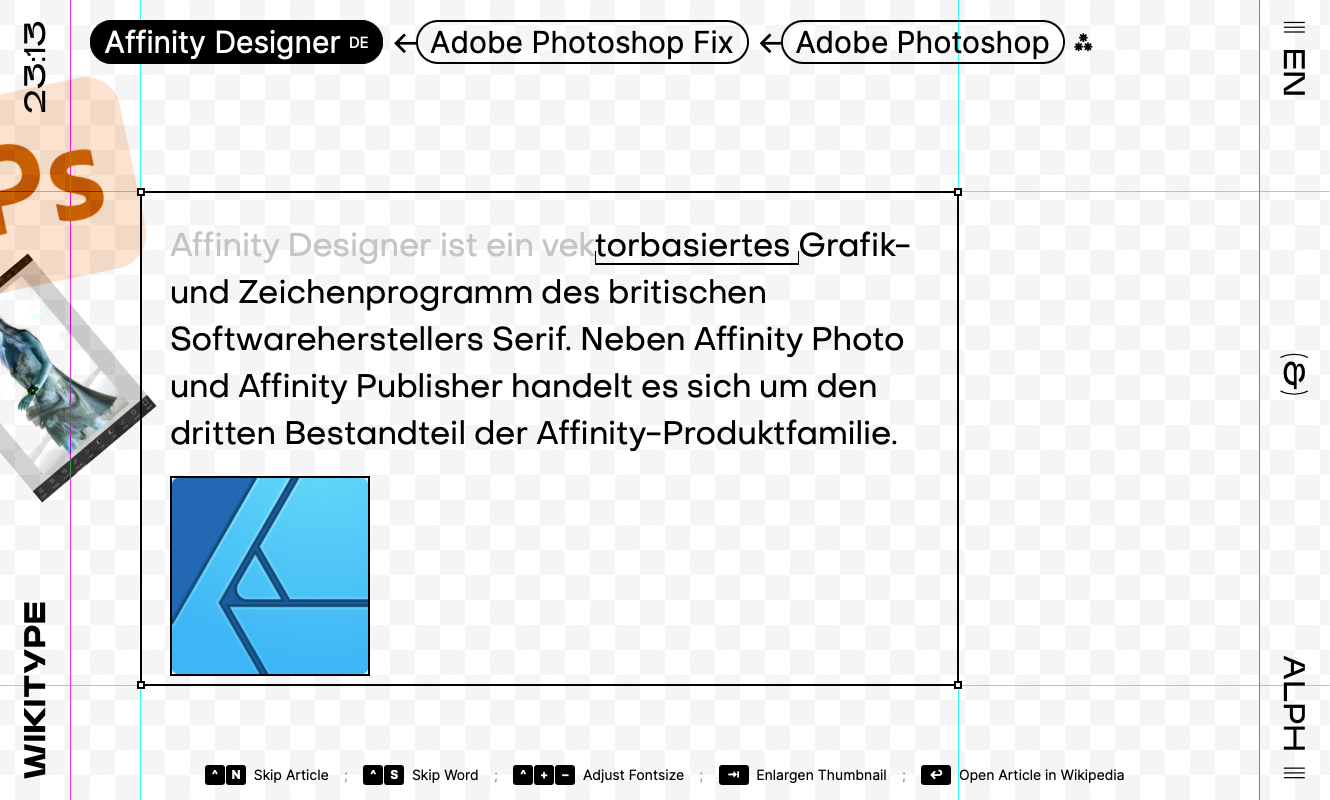 23:13
Affinity Designer DE ← Adobe Photoshop Fix ← Adobe Photoshop
EN
Ps
Affinity Designer ist ein vektorbasiertes Grafik-
und Zeichenprogramm des britischen
Softwareherstellers Serif. Neben Affinity Photo
und Affinity Publisher handelt es sich um den
dritten Bestandteil der Affinity-Produktfamilie.
WIKITYPE
ALPH
^ N Skip Article ; ^ S Skip Word ; ^ + − Adjust Fontsize ; ⇥ Enlargen Thumbnail ; ↩ Open Article in Wikipedia